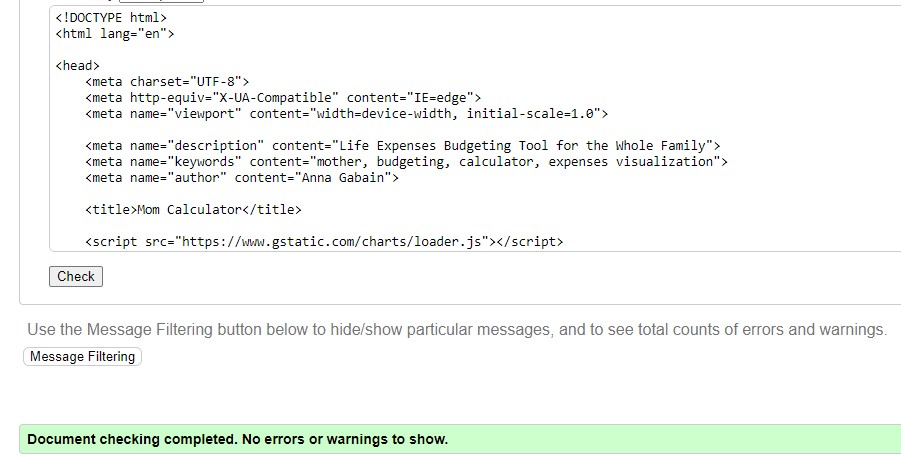 <!DOCTYPE html>
<html lang="en">
<head>
<meta charset="UTF-8">
<meta http-equiv="X-UA-Compatible" content="IE=edge">
<meta name="viewport" content="width=device-width, initial-scale=1.0">
<meta name="description" content="Life Expenses Budgeting Tool for the Whole Family">
<meta name="keywords" content="mother, budgeting, calculator, expenses visualization">
<meta name="author" content="Anna Gabain">
<title>Mom Calculator</title>
<script src="https://www.gstatic.com/charts/loader.js"></script>
Check
Use the Message Filtering button below to hide/show particular messages, and to see total counts of errors and warnings.
Message Filtering
Document checking completed. No errors or warnings to show.